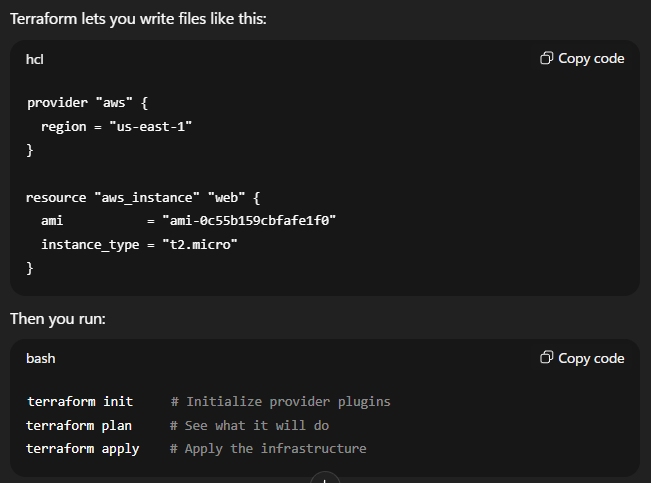 Terraform lets you write files like this:
hcl
Copy code
provider "aws" {
  region = "us-east-1"
}
resource "aws_instance" "web" {
  ami           = "ami-0c55b159cbfafe1f0"
  instance_type = "t2.micro"
}
Then you run:
bash
Copy code
terraform init     # Initialize provider plugins
terraform plan     # See what it will do
terraform apply    # Apply the infrastructure